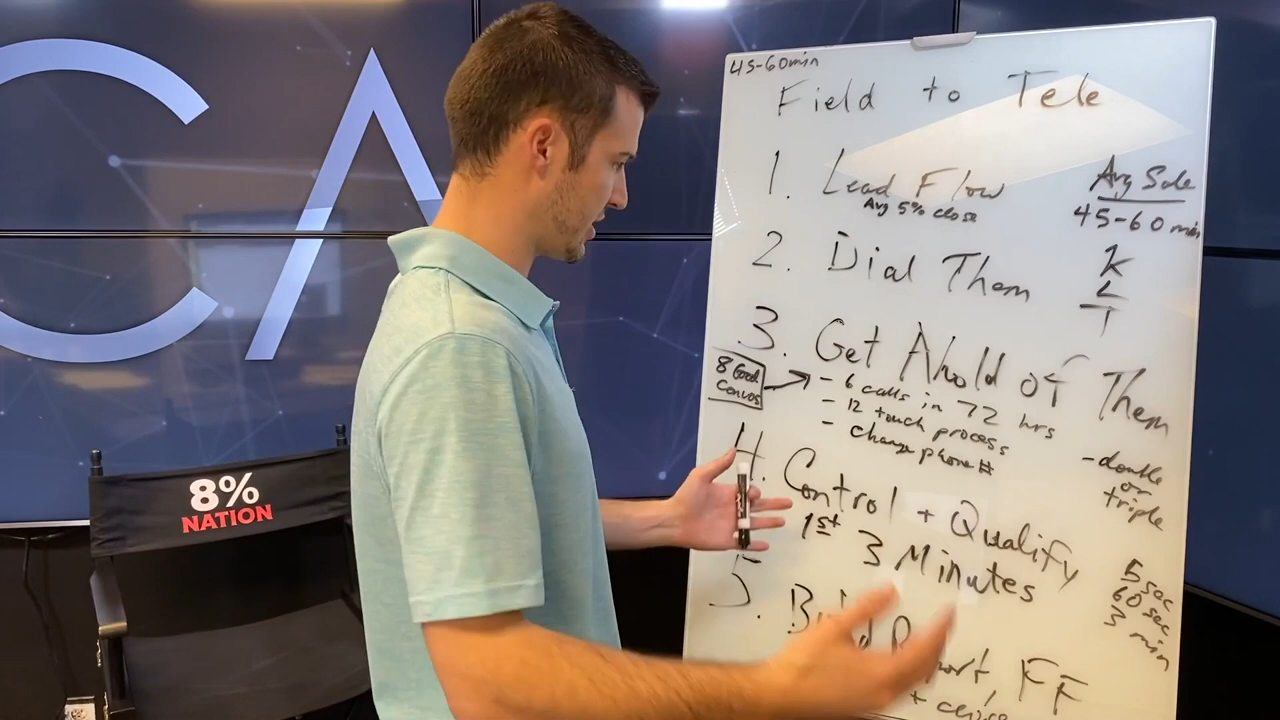 CA
8%
NATION
45-60min
Field to Tele
1. Lead Flow
Avg 5% close
Avg Sale
45-60 min
K
L
T
2. Dial Them
3. Get Ahold of Them
8 Good
Convos
- 6 calls in 72 hrs
- 12 touch process
- change phone #
- double
or
triple
4. Control + Qualify
1st 3 Minutes
5 sec
60 sec
3 min
5.
FF
+